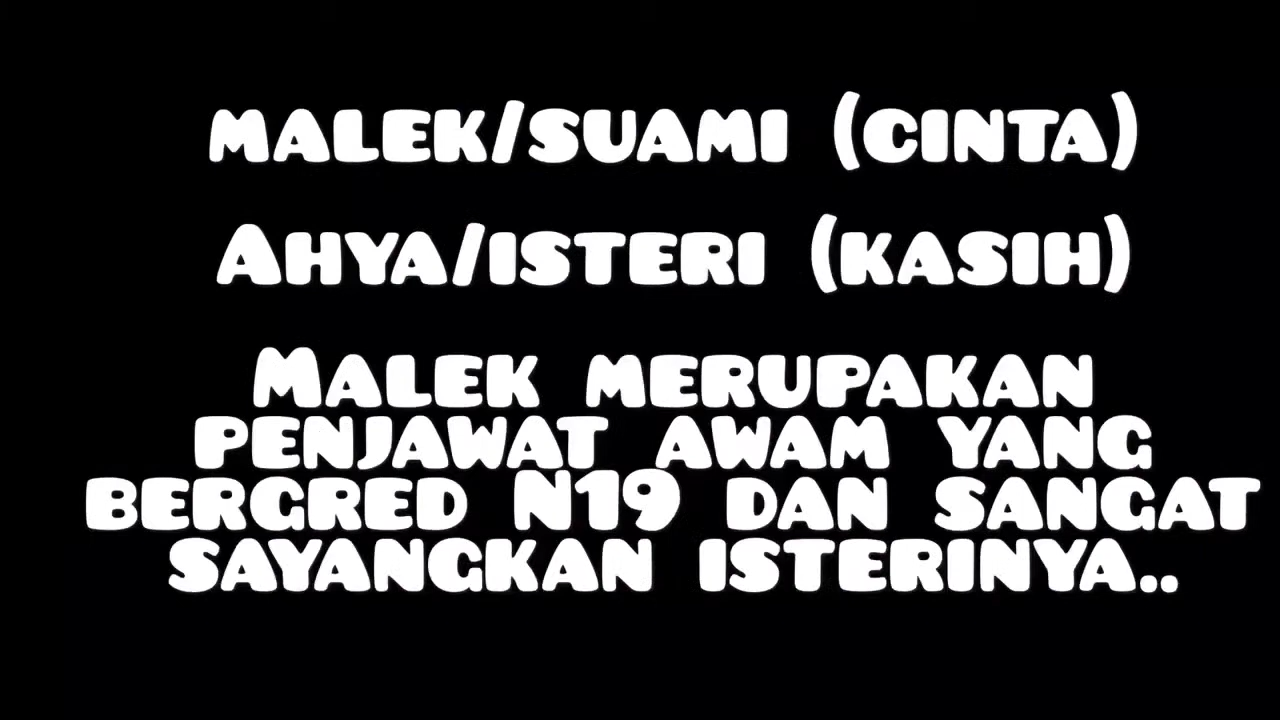 MALEK/SUAMI (CINTA)
AHYA/ISTERI (KASIH)
MALEK MERUPAKAN
PENJAWAT AWAM YANG
BERGRED N19 DAN SANGAT
SAYANGKAN ISTERINYA..